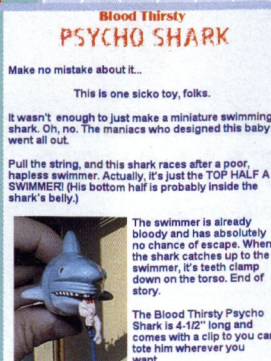 Blood Thirsty
PSYCHO SHARK
Make no mistake about it...
This is one sicko toy, folks.
It wasn't enough to just make a miniature swimming
shark. Oh, no. The maniacs who designed this baby
went all out.
Pull the string, and this shark races after a poor,
hapless swimmer. Actually, it's just the TOP HALF A
SWIMMER! (His bottom half is probably inside the
shark's belly.)
The swimmer is already
bloody and has absolutely
no chance of escape. When
the shark catches up to the
swimmer, it's teeth clamp
down on the torso. End of
story.
The Blood Thirsty Psycho
Shark is 4-1/2" long and
comes with a clip to you can
tote him wherever you
want.